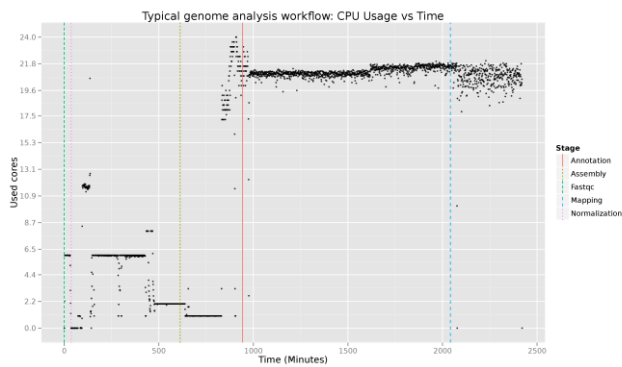 Typical genome analysis workflow: CPU Usage vs Time
Used cores
24.0
21.8
19.6
17.5
15.3
13.1
10.9
8.7
6.5
4.4
2.2
0.0
0
500
1000
1500
2000
2500
Time (Minutes)
Stage
Annotation
Assembly
Fastqc
Mapping
Normalization